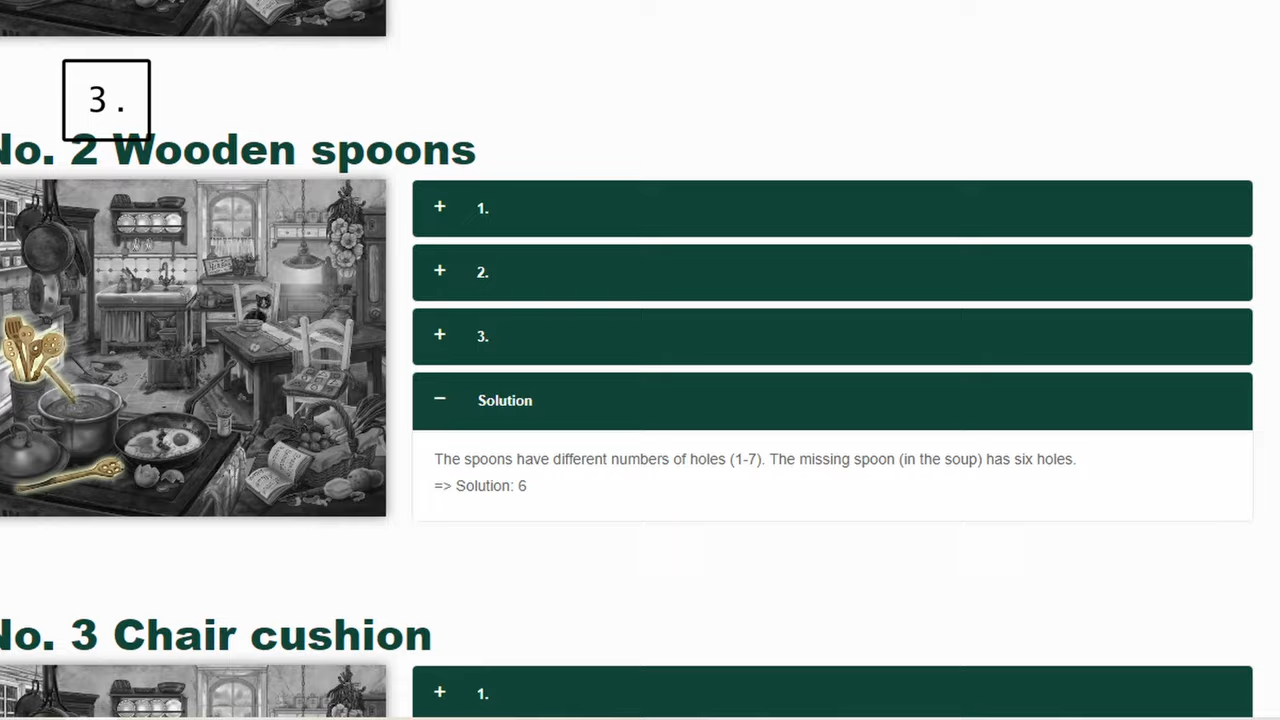 3.
No. 2 Wooden spoons
+ 1.
+ 2.
+ 3.
− Solution
The spoons have different numbers of holes (1-7). The missing spoon (in the soup) has six holes.
=> Solution: 6
No. 3 Chair cushion
+ 1.